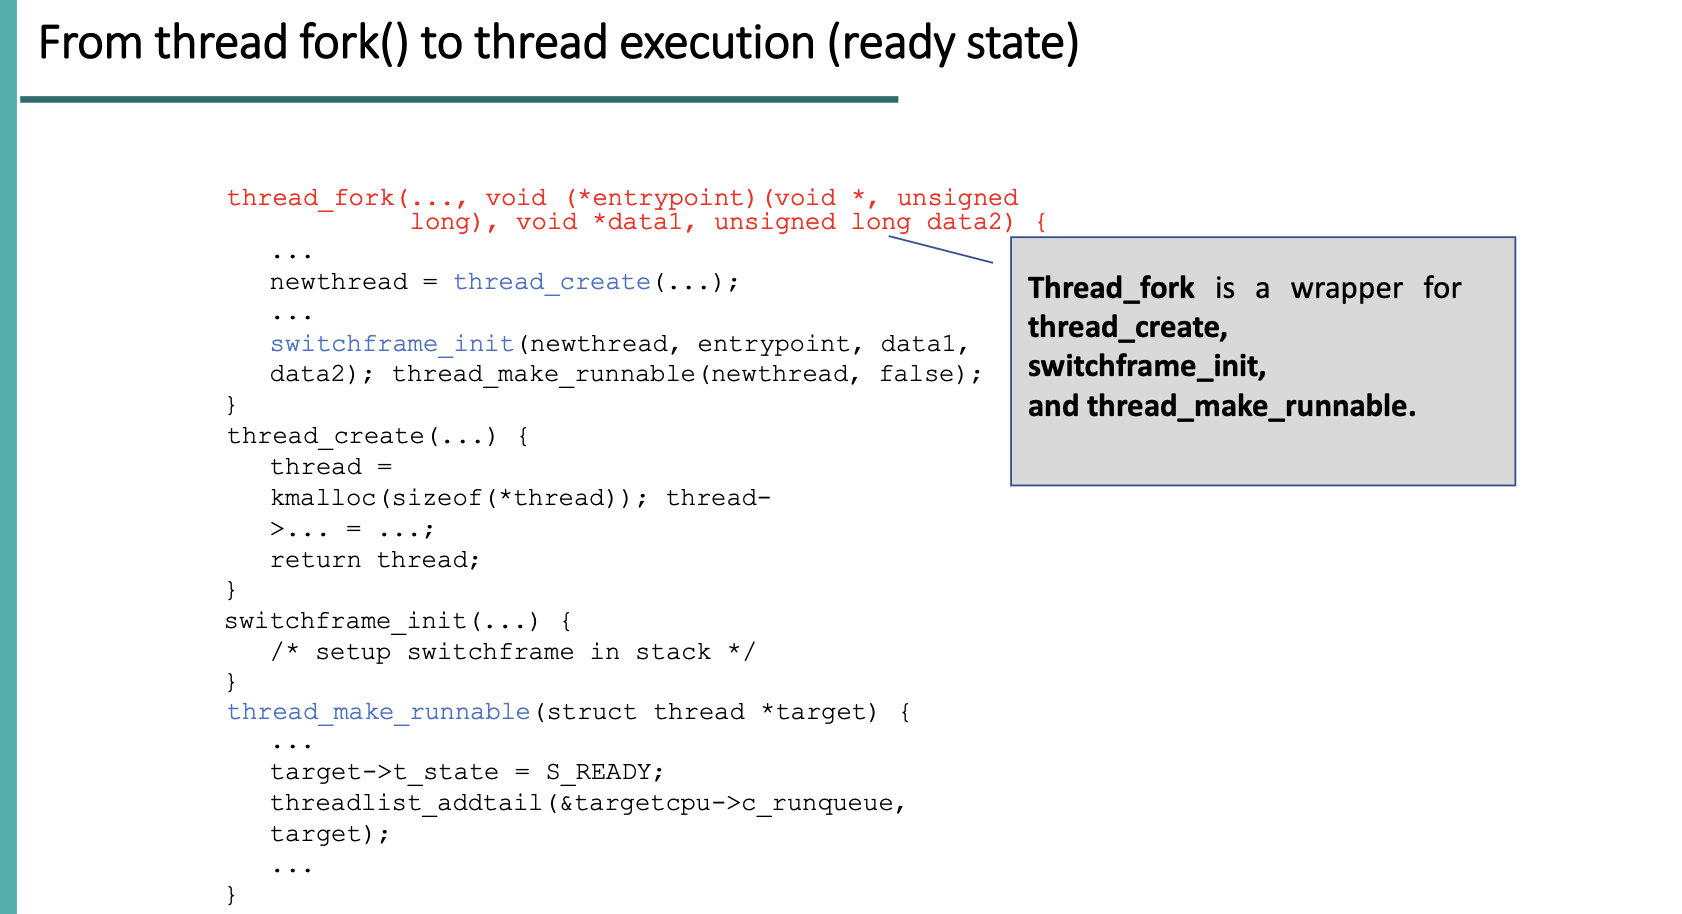 From thread fork() to thread execution (ready state)
thread_fork(..., void (*entrypoint)(void *, unsigned
long), void *data1, unsigned long data2) {
...
newthread = thread_create(...);
...
switchframe_init(newthread, entrypoint, data1,
data2); thread_make_runnable(newthread, false);
}
thread_create(...) {
thread =
kmalloc(sizeof(*thread)); thread-
>... = ...;
return thread;
}
switchframe_init(...) {
/* setup switchframe in stack */
}
thread_make_runnable(struct thread *target) {
...
target->t_state = S_READY;
threadlist_addtail(&targetcpu->c_runqueue,
target);
...
}
Thread_fork is a wrapper for
thread_create,
switchframe_init,
and thread_make_runnable.